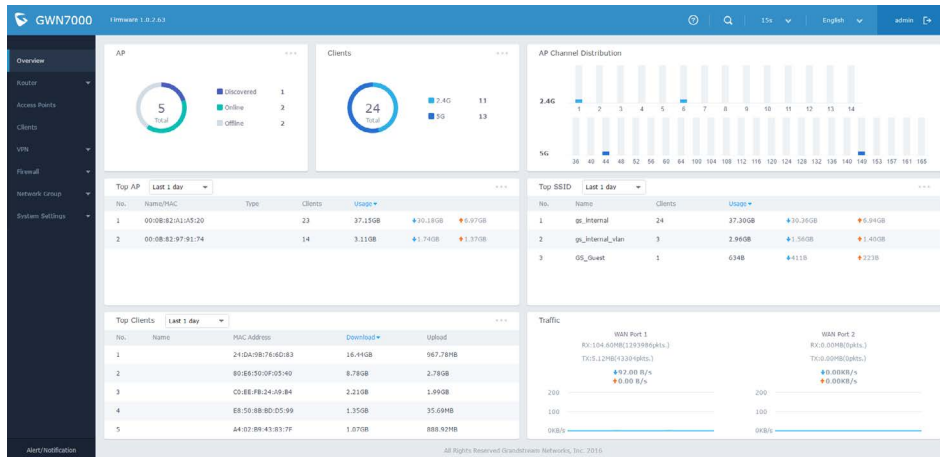 GWN7000 Firmware 1.0.2.63 15s English admin
Overview
Router
Access Points
Clients
VPN
Firewall
Network Group
System Settings
Alert/Notification
AP
5
Total
Discovered 1
Online 2
Offline 2
Clients
24
Total
2.4G 11
5G 13
AP Channel Distribution
2.4G
1 2 3 4 5 6 7 8 9 10 11 12 13 14
5G
36 40 44 48 52 56 60 64 100 104 108 112 116 120 124 128 132 136 140 149 153 157 161 165
Top AP Last 1 day
No. Name/MAC Type Clients Usage
1 00:0B:82:A1:A5:20 23 37.15GB 30.18GB 6.97GB
2 00:0B:82:97:91:74 14 3.11GB 1.74GB 1.37GB
Top SSID Last 1 day
No. Name Clients Usage
1 gs_internal 24 37.30GB 30.36GB 6.94GB
2 gs_internal_vlan 3 2.96GB 1.56GB 1.40GB
3 GS_Guest 1 634B 411B 223B
Top Clients Last 1 day
No. Name MAC Address Download Upload
1 24:DA:9B:76:6D:83 16.44GB 967.78MB
2 80:E6:50:0F:05:40 8.78GB 2.78GB
3 C0:EE:FB:24:A9:B4 2.21GB 1.99GB
4 E8:50:8B:BD:D5:99 1.35GB 35.69MB
5 A4:02:B9:43:83:7F 1.07GB 888.92MB
Traffic
WAN Port 1
RX:104.60MB(1293986pkts.)
TX:5.12MB(43304pkts.)
92.00 B/s
0.00 B/s
200
100
0KB/s
WAN Port 2
RX:0.00MB(0pkts.)
TX:0.00MB(0pkts.)
0.00KB/s
0.00KB/s
200
100
0KB/s
All Rights Reserved Grandstream Networks, Inc. 2016